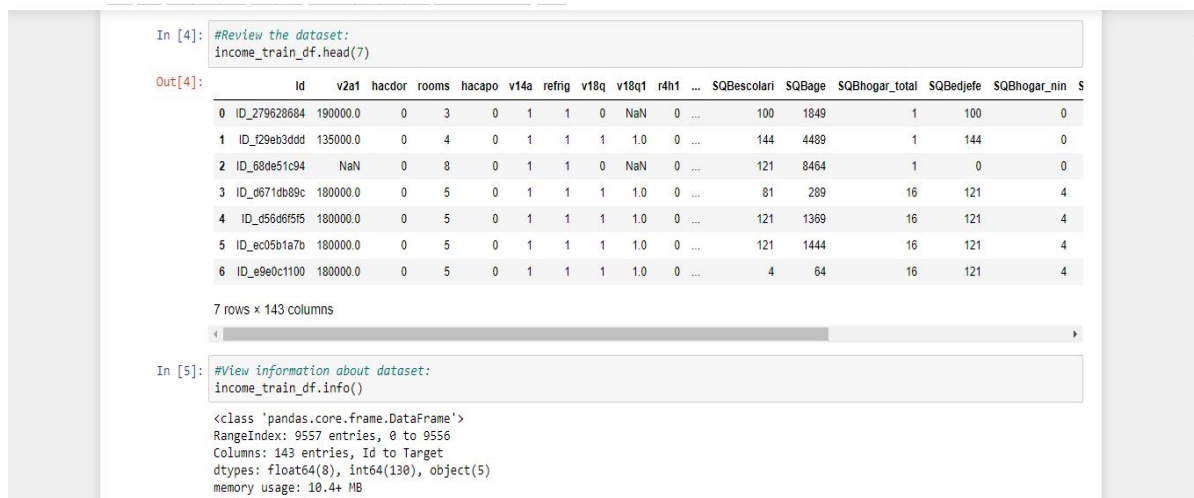 In [4]: #Review the dataset:
income_train_df.head(7)
Out[4]:
Id v2a1 hacdor rooms hacapo v14a refrig v18q v18q1 r4h1 ... SQBescolari SQBage SQBhogar_total SQBedjefe SQBhogar_nin S
0 ID_279628684 190000.0 0 3 0 1 1 0 NaN 0 ... 100 1849 1 100 0
1 ID_f29eb3ddd 135000.0 0 4 0 1 1 1 1.0 0 ... 144 4489 1 144 0
2 ID_68de51c94 NaN 0 8 0 1 1 0 NaN 0 ... 121 8464 1 0 0
3 ID_d671db89c 180000.0 0 5 0 1 1 1 1.0 0 ... 81 289 16 121 4
4 ID_d56d6f5f5 180000.0 0 5 0 1 1 1 1.0 0 ... 121 1369 16 121 4
5 ID_ec05b1a7b 180000.0 0 5 0 1 1 1 1.0 0 ... 121 1444 16 121 4
6 ID_e9e0c1100 180000.0 0 5 0 1 1 1 1.0 0 ... 4 64 16 121 4
7 rows × 143 columns
In [5]: #View information about dataset:
income_train_df.info()
<class 'pandas.core.frame.DataFrame'>
RangeIndex: 9557 entries, 0 to 9556
Columns: 143 entries, Id to Target
dtypes: float64(8), int64(130), object(5)
memory usage: 10.4+ MB